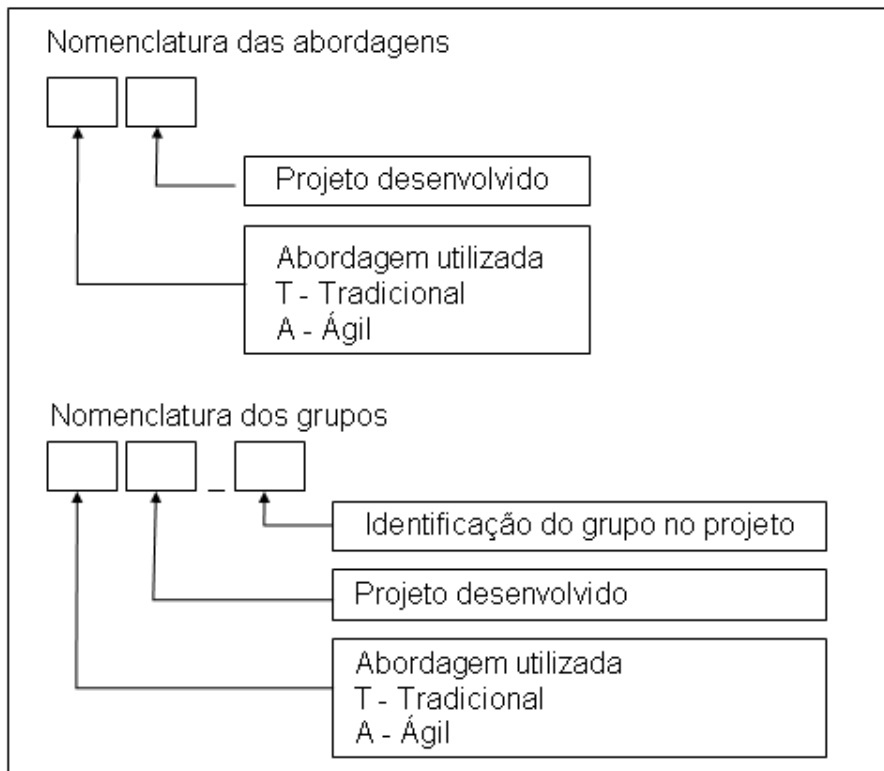 Nomenclatura das abordagens
Projeto desenvolvido
Abordagem utilizada
T - Tradicional
A - Ágil
Nomenclatura dos grupos
_
Identificação do grupo no projeto
Projeto desenvolvido
Abordagem utilizada
T - Tradicional
A - Ágil